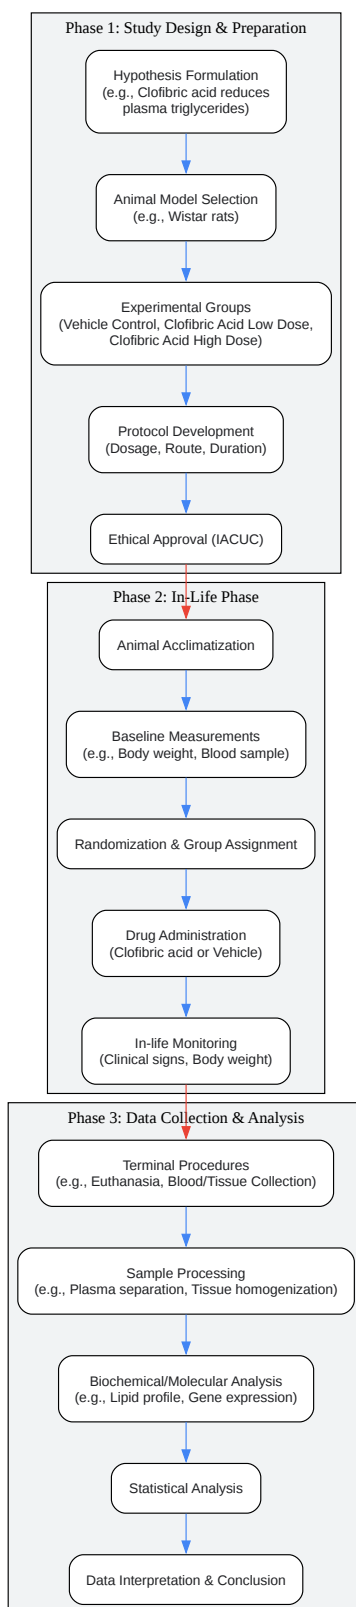 Phase 1: Study Design & Preparation
Hypothesis Formulation
(e.g., Clofibric acid reduces
plasma triglycerides)
Animal Model Selection
(e.g., Wistar rats)
Experimental Groups
(Vehicle Control, Clofibric Acid Low Dose,
Clofibric Acid High Dose)
Protocol Development
(Dosage, Route, Duration)
Ethical Approval (IACUC)
Phase 2: In-Life Phase
Animal Acclimatization
Baseline Measurements
(e.g., Body weight, Blood sample)
Randomization & Group Assignment
Drug Administration
(Clofibric acid or Vehicle)
In-life Monitoring
(Clinical signs, Body weight)
Phase 3: Data Collection & Analysis
Terminal Procedures
(e.g., Euthanasia, Blood/Tissue Collection)
Sample Processing
(e.g., Plasma separation, Tissue homogenization)
Biochemical/Molecular Analysis
(e.g., Lipid profile, Gene expression)
Statistical Analysis
Data Interpretation & Conclusion